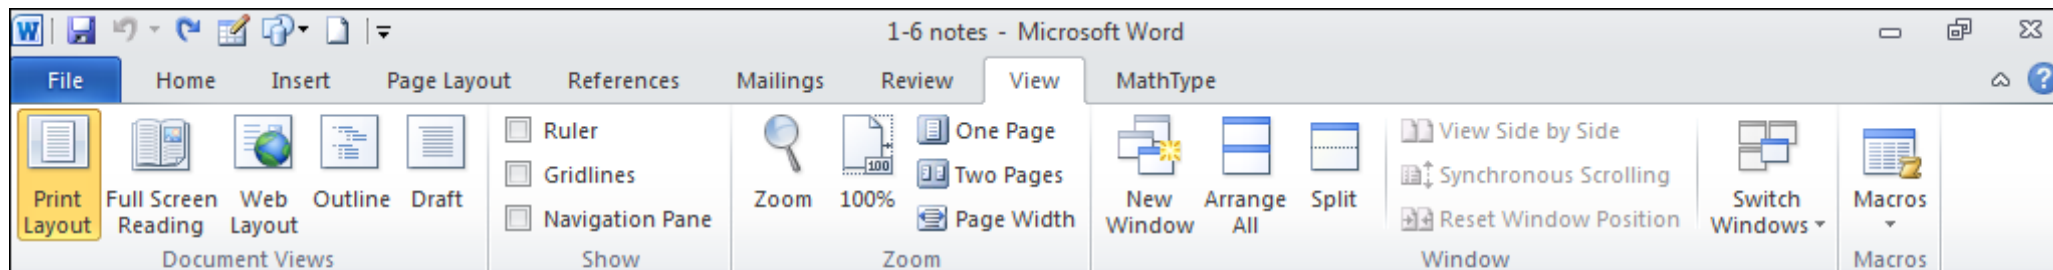 W
1-6 notes - Microsoft Word
File Home Insert Page Layout References Mailings Review View MathType ?
Print Layout
Full Screen Reading
Web Layout
Outline
Draft
Document Views
Ruler
Gridlines
Navigation Pane
Show
Zoom
100
100%
One Page
Two Pages
Page Width
Zoom
New Window
Arrange All
Split
View Side by Side
Synchronous Scrolling
Reset Window Position
Switch Windows
Window
Macros
Macros